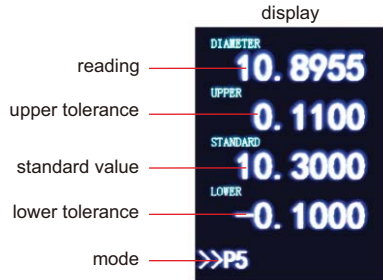 display
DIAMETER
reading 10.8955
UPPER
upper tolerance 0.1100
STANDARD
standard value 10.3000
LOWER
lower tolerance -0.1000
mode >>P5